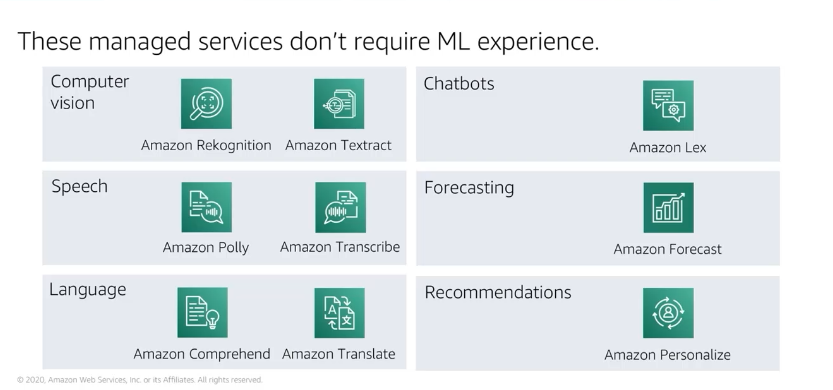 These managed services don't require ML experience.
Computer
vision
Amazon Rekognition
Amazon Textract
Chatbots
Amazon Lex
Speech
Amazon Polly
Amazon Transcribe
Forecasting
Amazon Forecast
Language
A
文
Amazon Comprehend
Amazon Translate
Recommendations
Amazon Personalize
© 2020, Amazon Web Services, Inc. or its Affiliates. All rights reserved.